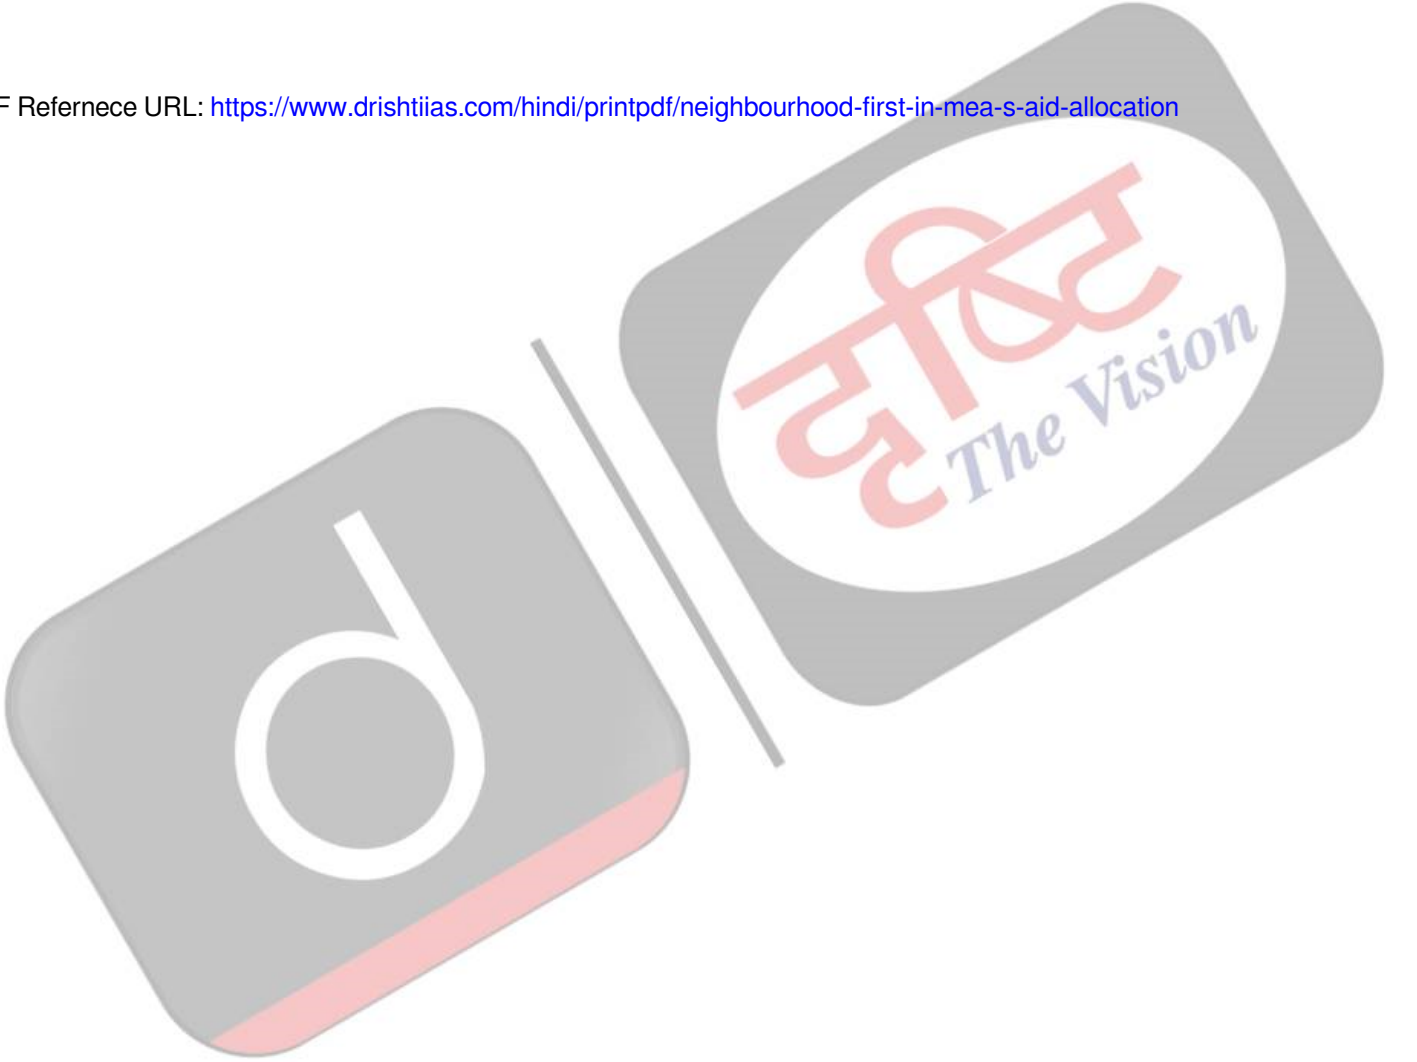 F Refernece URL: https://www.drishtiias.com/hindi/printpdf/neighbourhood-first-in-mea-s-aid-allocation
दृष्टि
The Vision
d